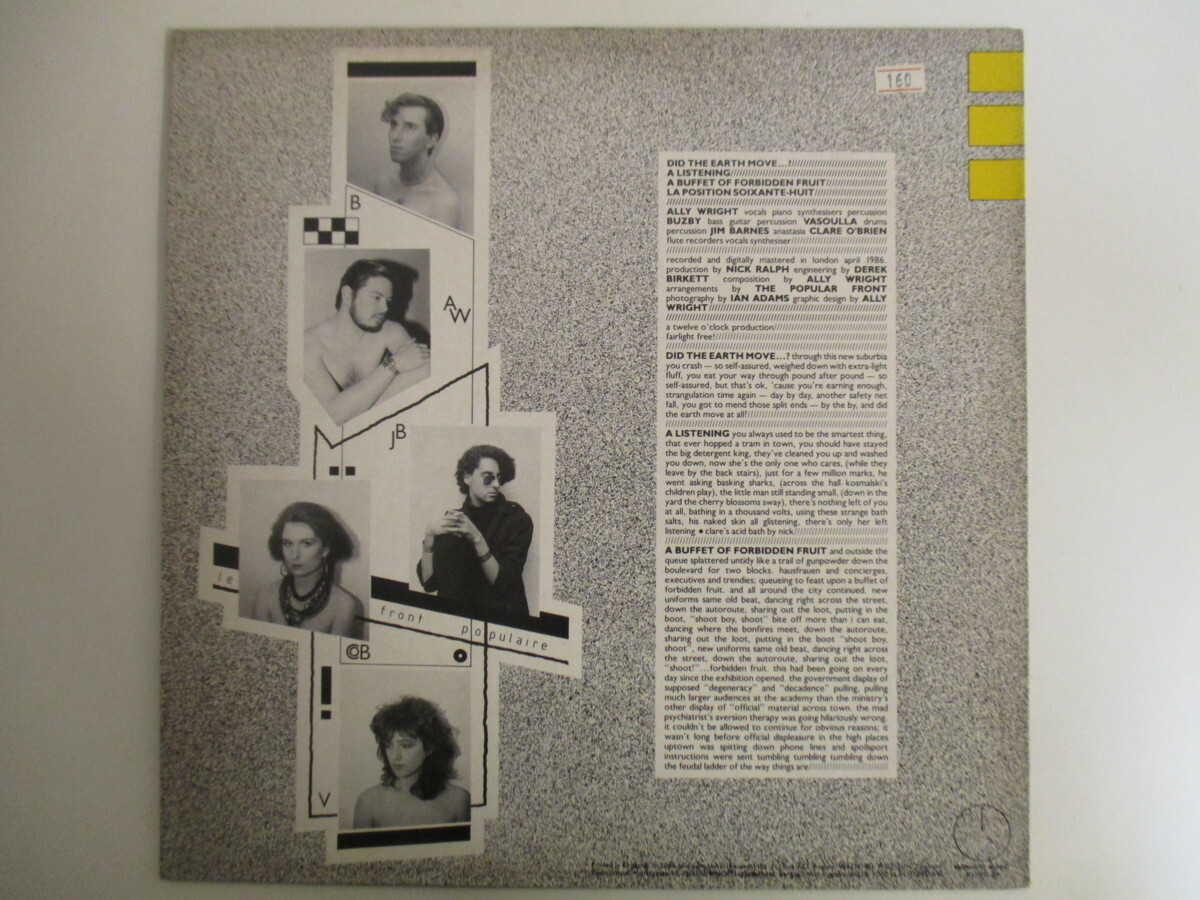 160
B
AW
JB
le front populaire
COB
V
DID THE EARTH MOVE...?////////////////////////////////
A LISTENING////////////////////////////////////////////////
A BUFFET OF FORBIDDEN FRUIT////////////////////
LA POSITION SOIXANTE-HUIT///////////////////////
ALLY WRIGHT vocals piano synthesisers percussion
BUZBY bass guitar percussion VASOULLA drums
percussion JIM BARNES anastasia CLARE O'BRIEN
flute recorders vocals synthesiser////////////////////////////////
recorded and digitally mastered in london april 1986.
production by NICK RALPH engineering by DEREK
BIRKETT composition by ALLY WRIGHT
arrangements by THE POPULAR FRONT
photography by IAN ADAMS graphic design by ALLY
WRIGHT////////////////////////////////////////////////////////
a twelve o'clock production////////////////////////////////////
fairlight free!//////////////////////////////////////////////////////
DID THE EARTH MOVE...? through this new suburbia
you crash — so self-assured, weighed down with extra-light
fluff, you eat your way through pound after pound — so
self-assured, but that's ok, 'cause you're earning enough,
strangulation time again — day by day, another safety net
fall, you got to mend those split ends — by the by, and did
the earth move at all?//////////////////////////////////////////////
A LISTENING you always used to be the smartest thing,
that ever hopped a tram in town, you should have stayed
the big detergent king, they've cleaned you up and washed
you down, now she's the only one who cares, (while they
leave by the back stairs), just for a few million marks, he
went asking basking sharks, (across the hall-kosmalski's
children play), the little man still standing small, (down in the
yard the cherry blossoms sway), there's nothing left of you
at all, bathing in a thousand volts, using these strange bath
salts, his naked skin all glistening, there's only her left
listening • clare's acid bath by nick//////////////////////////////
A BUFFET OF FORBIDDEN FRUIT and outside the
queue splattered untidy like a trail of gunpowder down the
boulevard for two blocks. hausfrauen and concierges,
executives and trendies; queueing to feast upon a buffet of
forbidden fruit. and all around the city continued. new
uniforms same old beat, dancing right across the street,
down the autoroute, sharing out the loot, putting in the
boot, "shoot boy, shoot" bite off more than i can eat,
dancing where the bonfires meet, down the autoroute,
sharing out the loot, putting in the boot "shoot boy,
shoot", new uniforms same old beat, dancing right across
the street, down the autoroute, sharing out the loot,
"shoot!"...forbidden fruit. this had been going on every
day since the exhibition opened. the government display of
supposed "degeneracy" and "decadence" pulling, pulling
much larger audiences at the academy than the ministry's
other display of "official" material across town. the mad
psychiatrist's aversion therapy was going hilariously wrong.
it couldn't be allowed to continue for obvious reasons; it
wasn't long before official displeasure in the high places
uptown was spitting down phone lines and spoilsport
instructions were sent tumbling tumbling tumbling down
the feudal ladder of the way things are////////////////////////